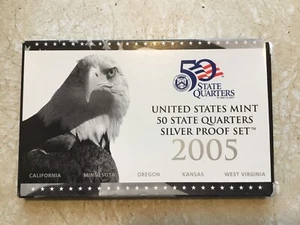 50
STATE
QUARTERS
UNITED STATES MINT
50 STATE QUARTERS
SILVER PROOF SET™
2005
CALIFORNIA MINNESOTA OREGON KANSAS WEST VIRGINIA